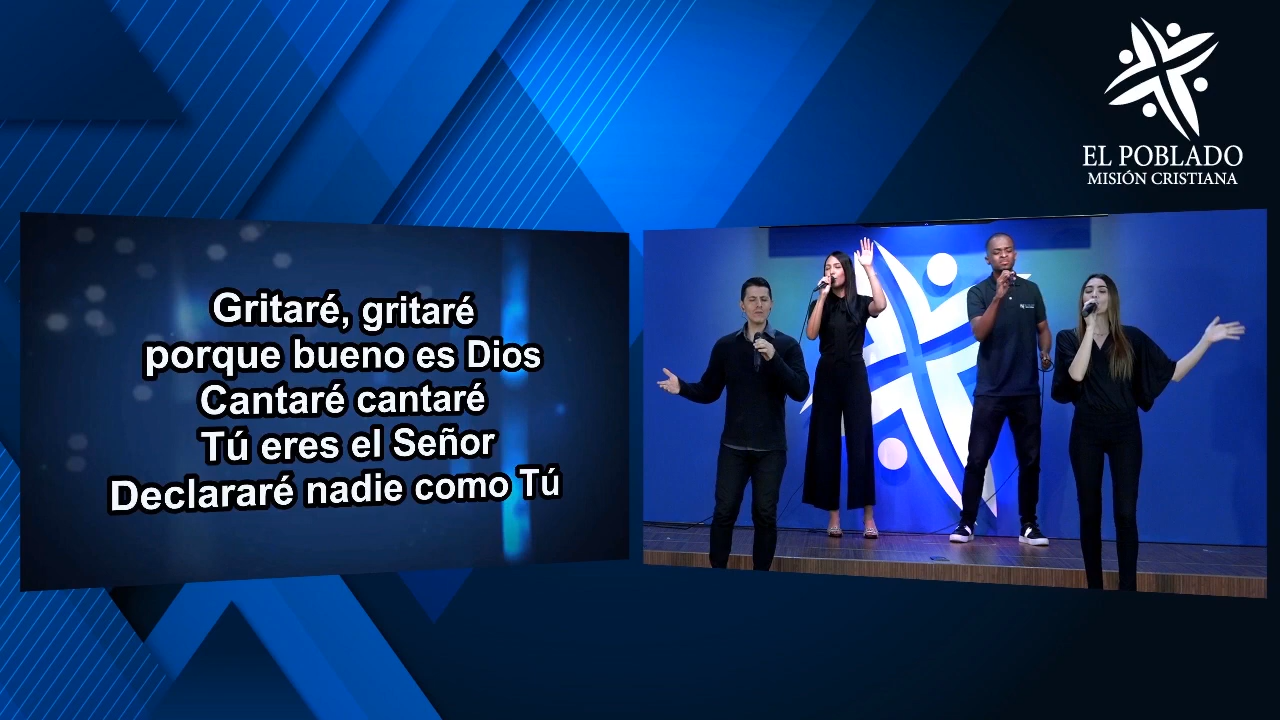 Gritaré, gritaré
porque bueno es Dios
Cantaré cantaré
Tú eres el Señor
Declararé nadie como Tú
EL POBLADO
MISIÓN CRISTIANA